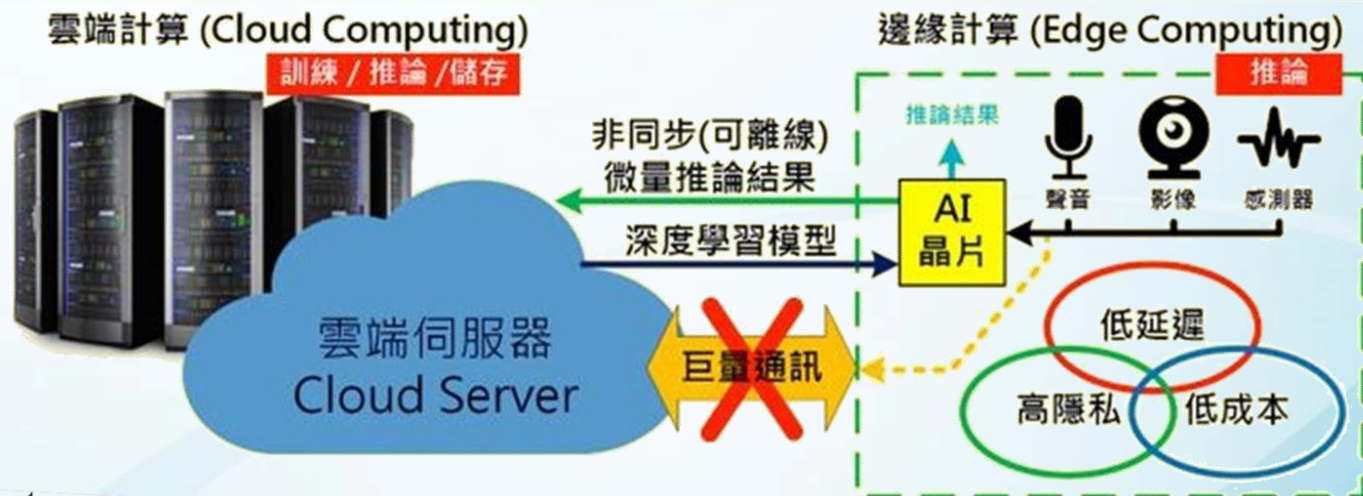 雲端計算 (Cloud Computing)
訓練 / 推論 /儲存
邊緣計算 (Edge Computing)
推論
推論結果
非同步(可離線)
微量推論結果
深度學習模型
AI
晶片
聲音
影像
感測器
雲端伺服器
Cloud Server
巨量通訊
低延遲
高隱私
低成本